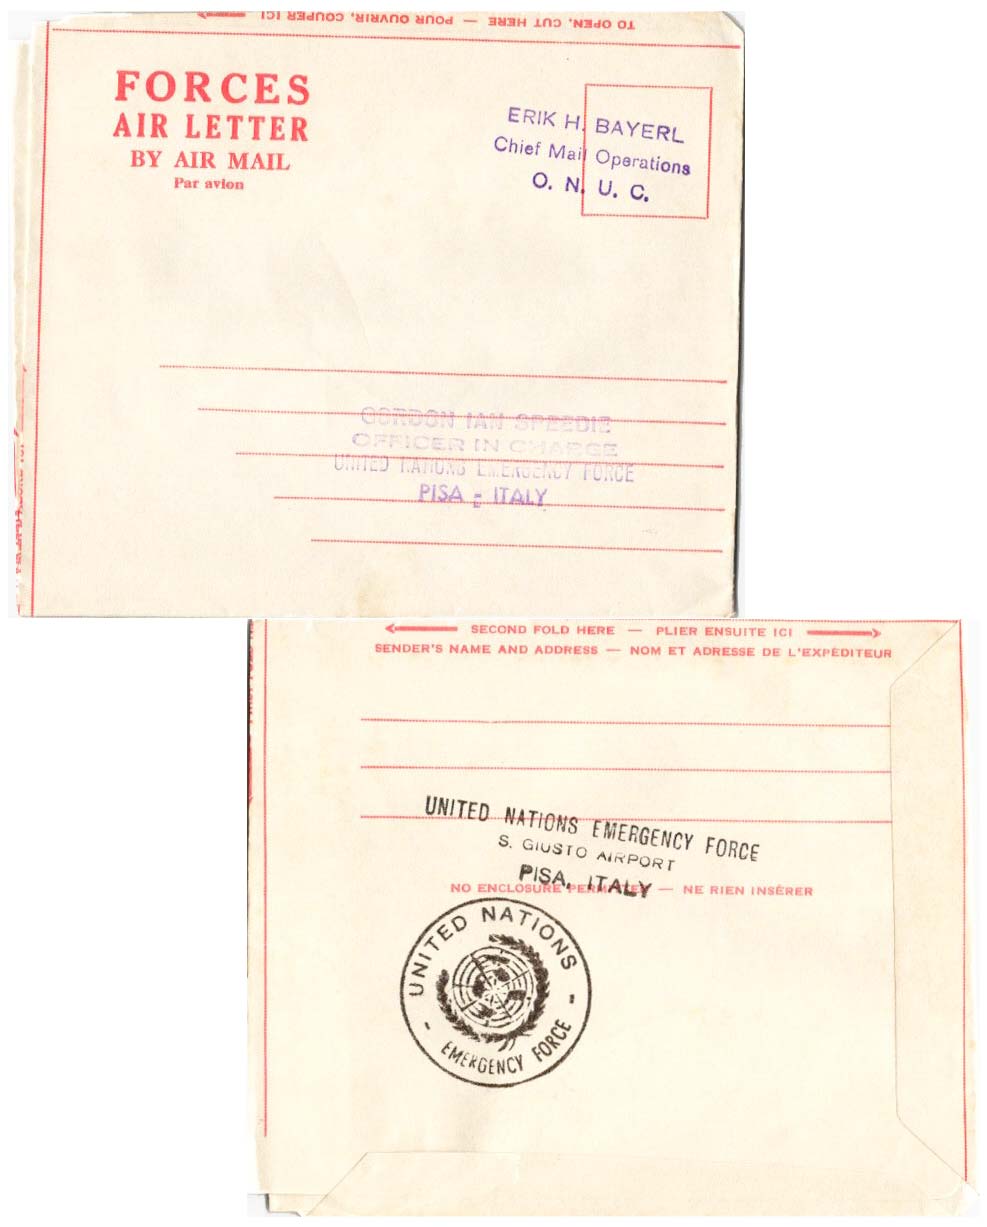 TO OPEN, CUT HERE — POUR OUVRIR, COUPER ICI
FORCES
AIR LETTER
BY AIR MAIL
Par avion
ERIK H. BAYERL
Chief Mail Operations
O. N. U. C.
GORDON IAN SPEEDIE
OFFICER IN CHARGE
UNITED NATIONS EMERGENCY FORCE
PISA - ITALY
SECOND FOLD HERE — PLIER ENSUITE ICI
SENDER'S NAME AND ADDRESS — NOM ET ADRESSE DE L'EXPÉDITEUR
UNITED NATIONS EMERGENCY FORCE
S. GIUSTO AIRPORT
PISA, ITALY
NO ENCLOSURE PERMITTED — NE RIEN INSÉRER
UNITED NATIONS
- EMERGENCY FORCE -